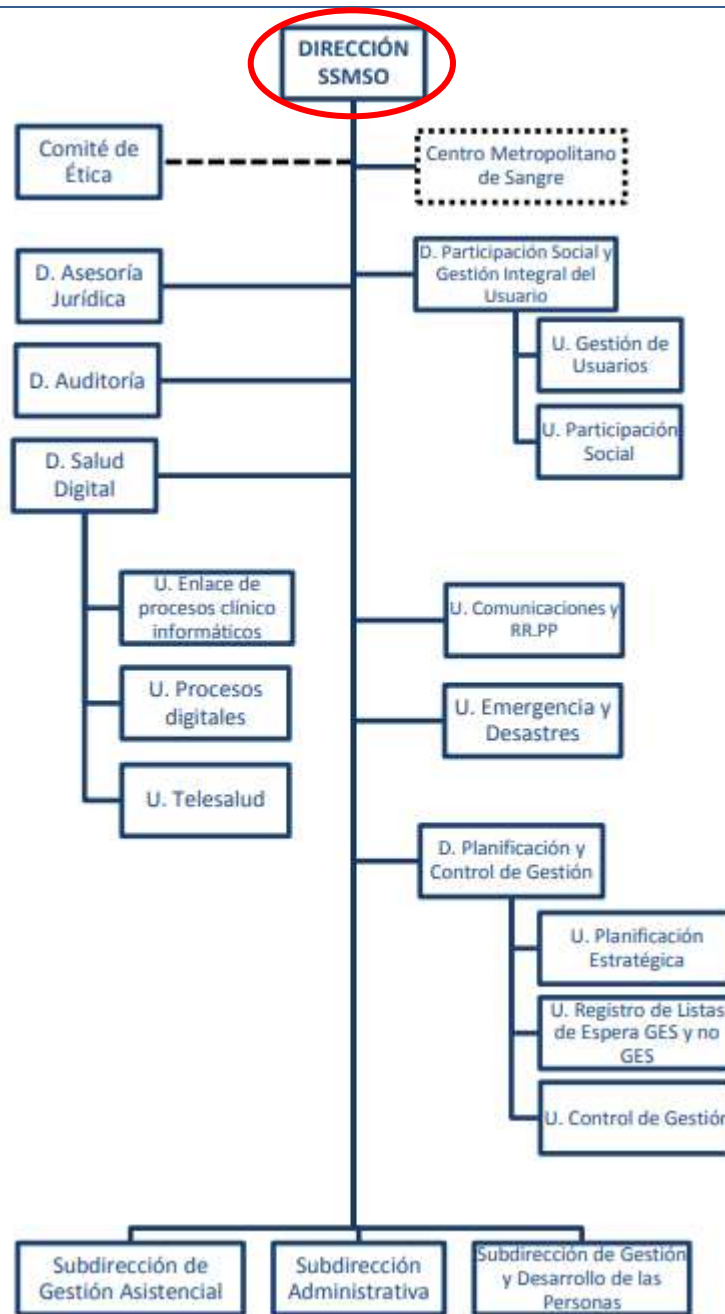 DIRECCIÓN
SSMSO
Comité de
Ética
Centro Metropolitano
de Sangre
D. Asesoría
Jurídica
D. Participación Social y
Gestión Integral del
Usuario
U. Gestión de
Usuarios
D. Auditoría
U. Participación
Social
D. Salud
Digital
U. Enlace de
procesos clínico
informáticos
U. Comunicaciones y
RR.PP
U. Procesos
digitales
U. Emergencia y
Desastres
U. Telesalud
D. Planificación y
Control de Gestión
U. Planificación
Estratégica
U. Registro de Listas
de Espera GES y no
GES
U. Control de Gestión
Subdirección de
Gestión Asistencial
Subdirección
Administrativa
Subdirección de Gestión
y Desarrollo de las
Personas